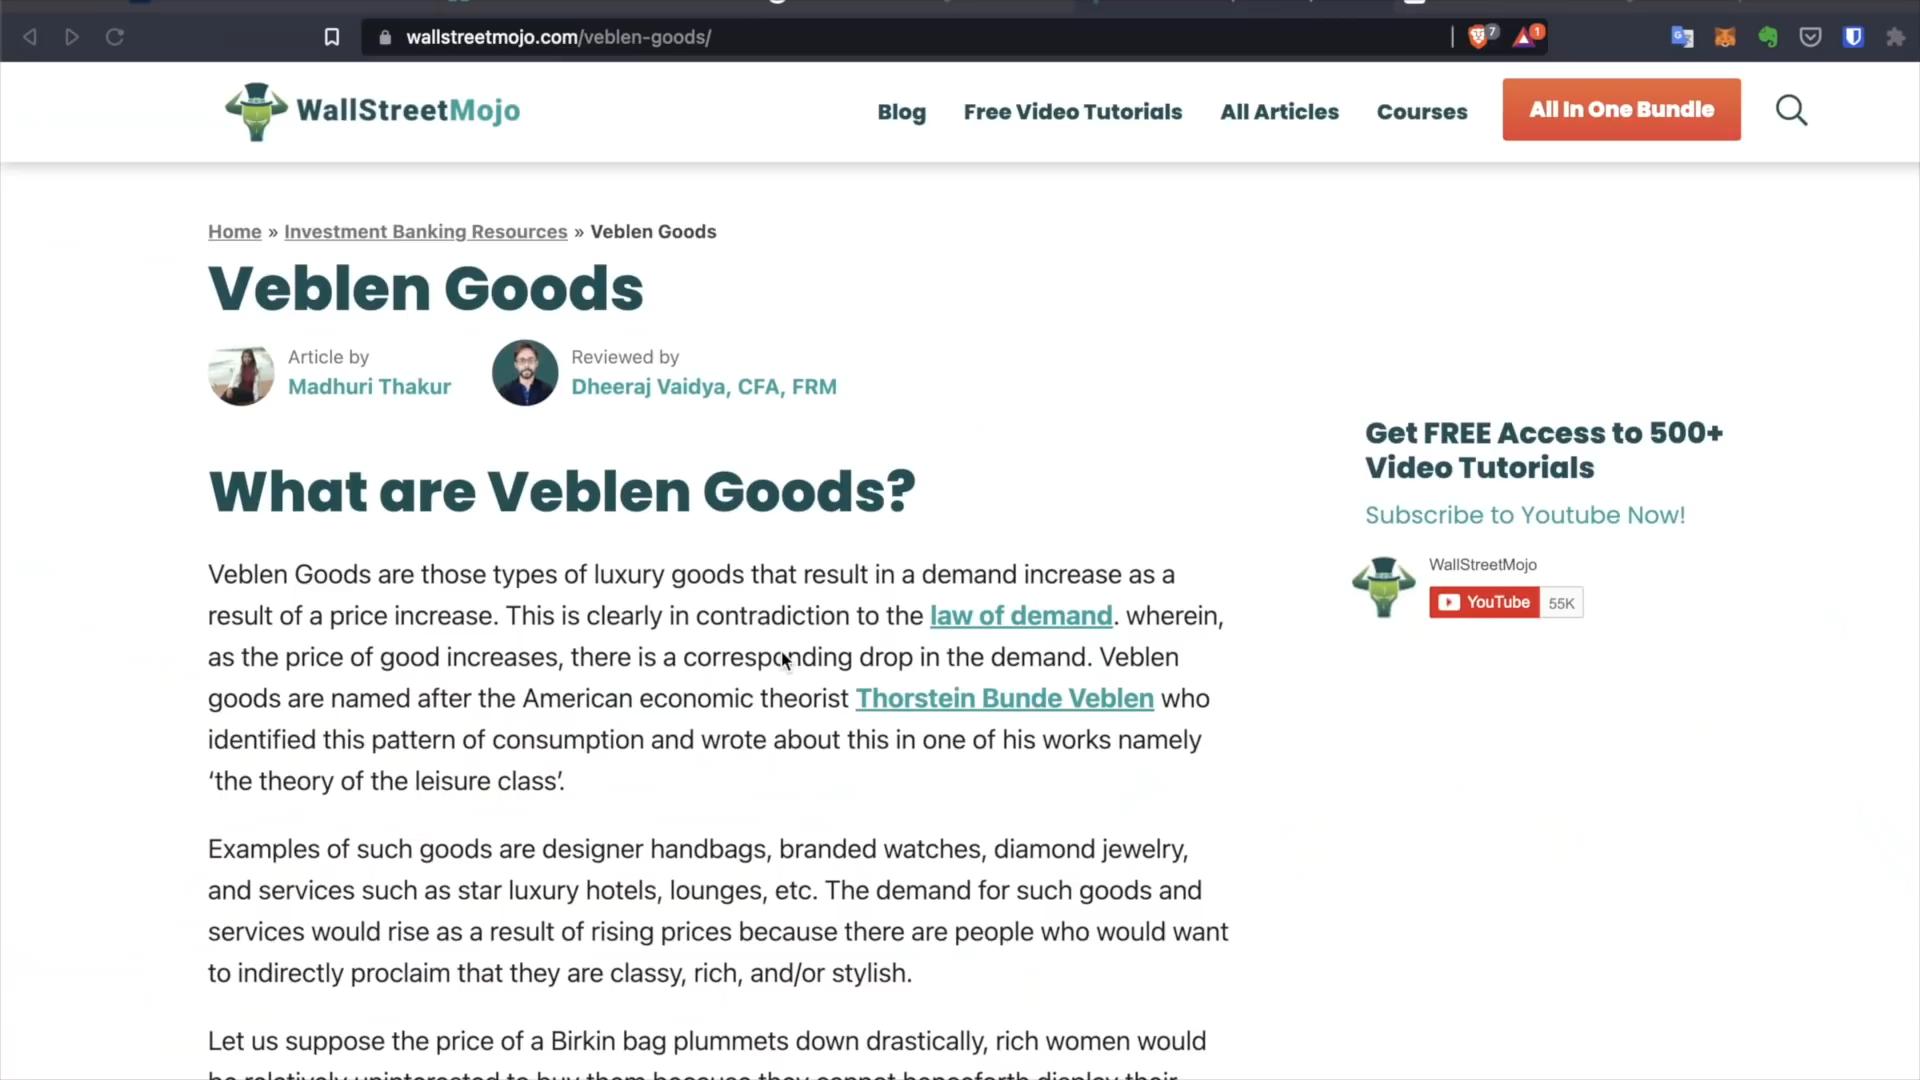 wallstreetmojo.com/veblen-goods/
7
1
WallStreetMojo
Blog
Free Video Tutorials
All Articles
Courses
All In One Bundle
Home » Investment Banking Resources » Veblen Goods
Veblen Goods
Article by
Madhuri Thakur
Reviewed by
Dheeraj Vaidya, CFA, FRM
What are Veblen Goods?
Veblen Goods are those types of luxury goods that result in a demand increase as a
result of a price increase. This is clearly in contradiction to the law of demand. wherein,
as the price of good increases, there is a corresponding drop in the demand. Veblen
goods are named after the American economic theorist Thorstein Bunde Veblen who
identified this pattern of consumption and wrote about this in one of his works namely
‘the theory of the leisure class’.
Examples of such goods are designer handbags, branded watches, diamond jewelry,
and services such as star luxury hotels, lounges, etc. The demand for such goods and
services would rise as a result of rising prices because there are people who would want
to indirectly proclaim that they are classy, rich, and/or stylish.
Let us suppose the price of a Birkin bag plummets down drastically, rich women would
Get FREE Access to 500+
Video Tutorials
Subscribe to Youtube Now!
WallStreetMojo
YouTube 55K